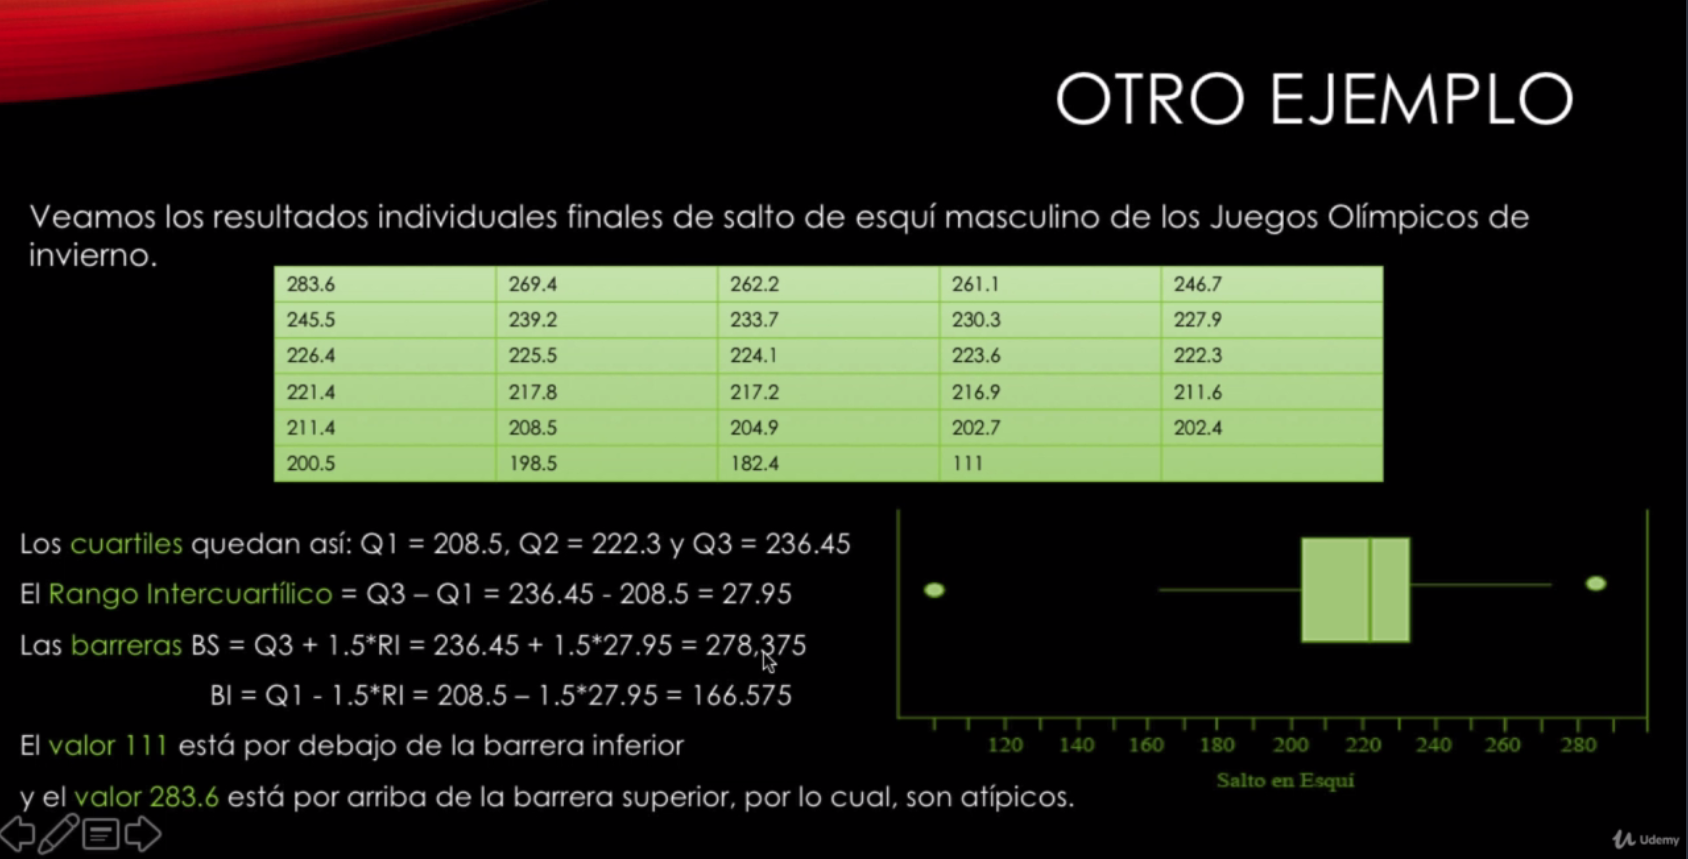 OTRO EJEMPLO
Veamos los resultados individuales finales de salto de esquí masculino de los Juegos Olímpicos de
invierno.
283.6 269.4 262.2 261.1 246.7
245.5 239.2 233.7 230.3 227.9
226.4 225.5 224.1 223.6 222.3
221.4 217.8 217.2 216.9 211.6
211.4 208.5 204.9 202.7 202.4
200.5 198.5 182.4 111
Los cuartiles quedan así: Q1 = 208.5, Q2 = 222.3 y Q3 = 236.45
El Rango Intercuartílico = Q3 – Q1 = 236.45 - 208.5 = 27.95
Las barreras BS = Q3 + 1.5*RI = 236.45 + 1.5*27.95 = 278,375
BI = Q1 - 1.5*RI = 208.5 – 1.5*27.95 = 166.575
El valor 111 está por debajo de la barrera inferior
y el valor 283.6 está por arriba de la barrera superior, por lo cual, son atípicos.
120 140 160 180 200 220 240 260 280
Salto en Esquí
Udemy